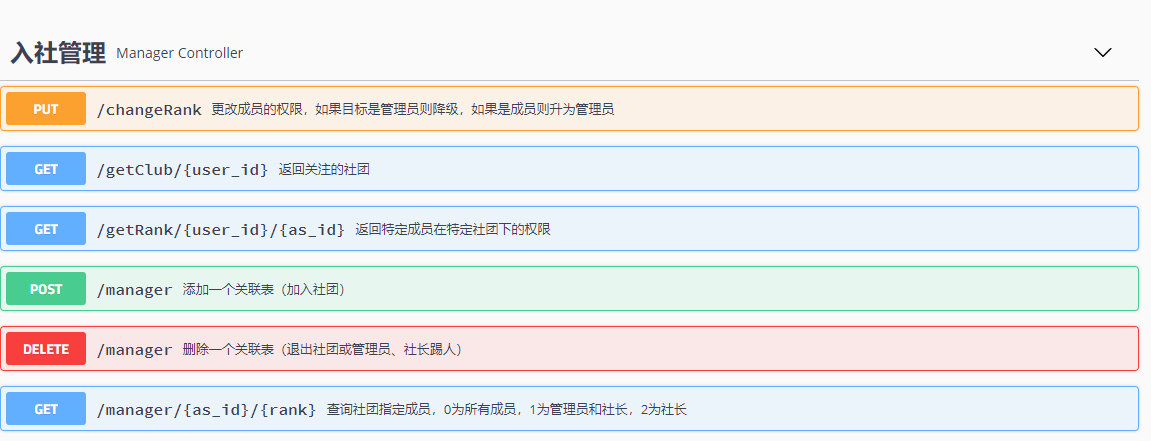 入社管理 Manager Controller
PUT /changeRank 更改成员的权限，如果目标是管理员则降级，如果是成员则升为管理员
GET /getClub/{user_id} 返回关注的社团
GET /getRank/{user_id}/{as_id} 返回特定成员在特定社团下的权限
POST /manager 添加一个关联表（加入社团）
DELETE /manager 删除一个关联表（退出社团或管理员、社长踢人）
GET /manager/{as_id}/{rank} 查询社团指定成员，0为所有成员，1为管理员和社长，2为社长